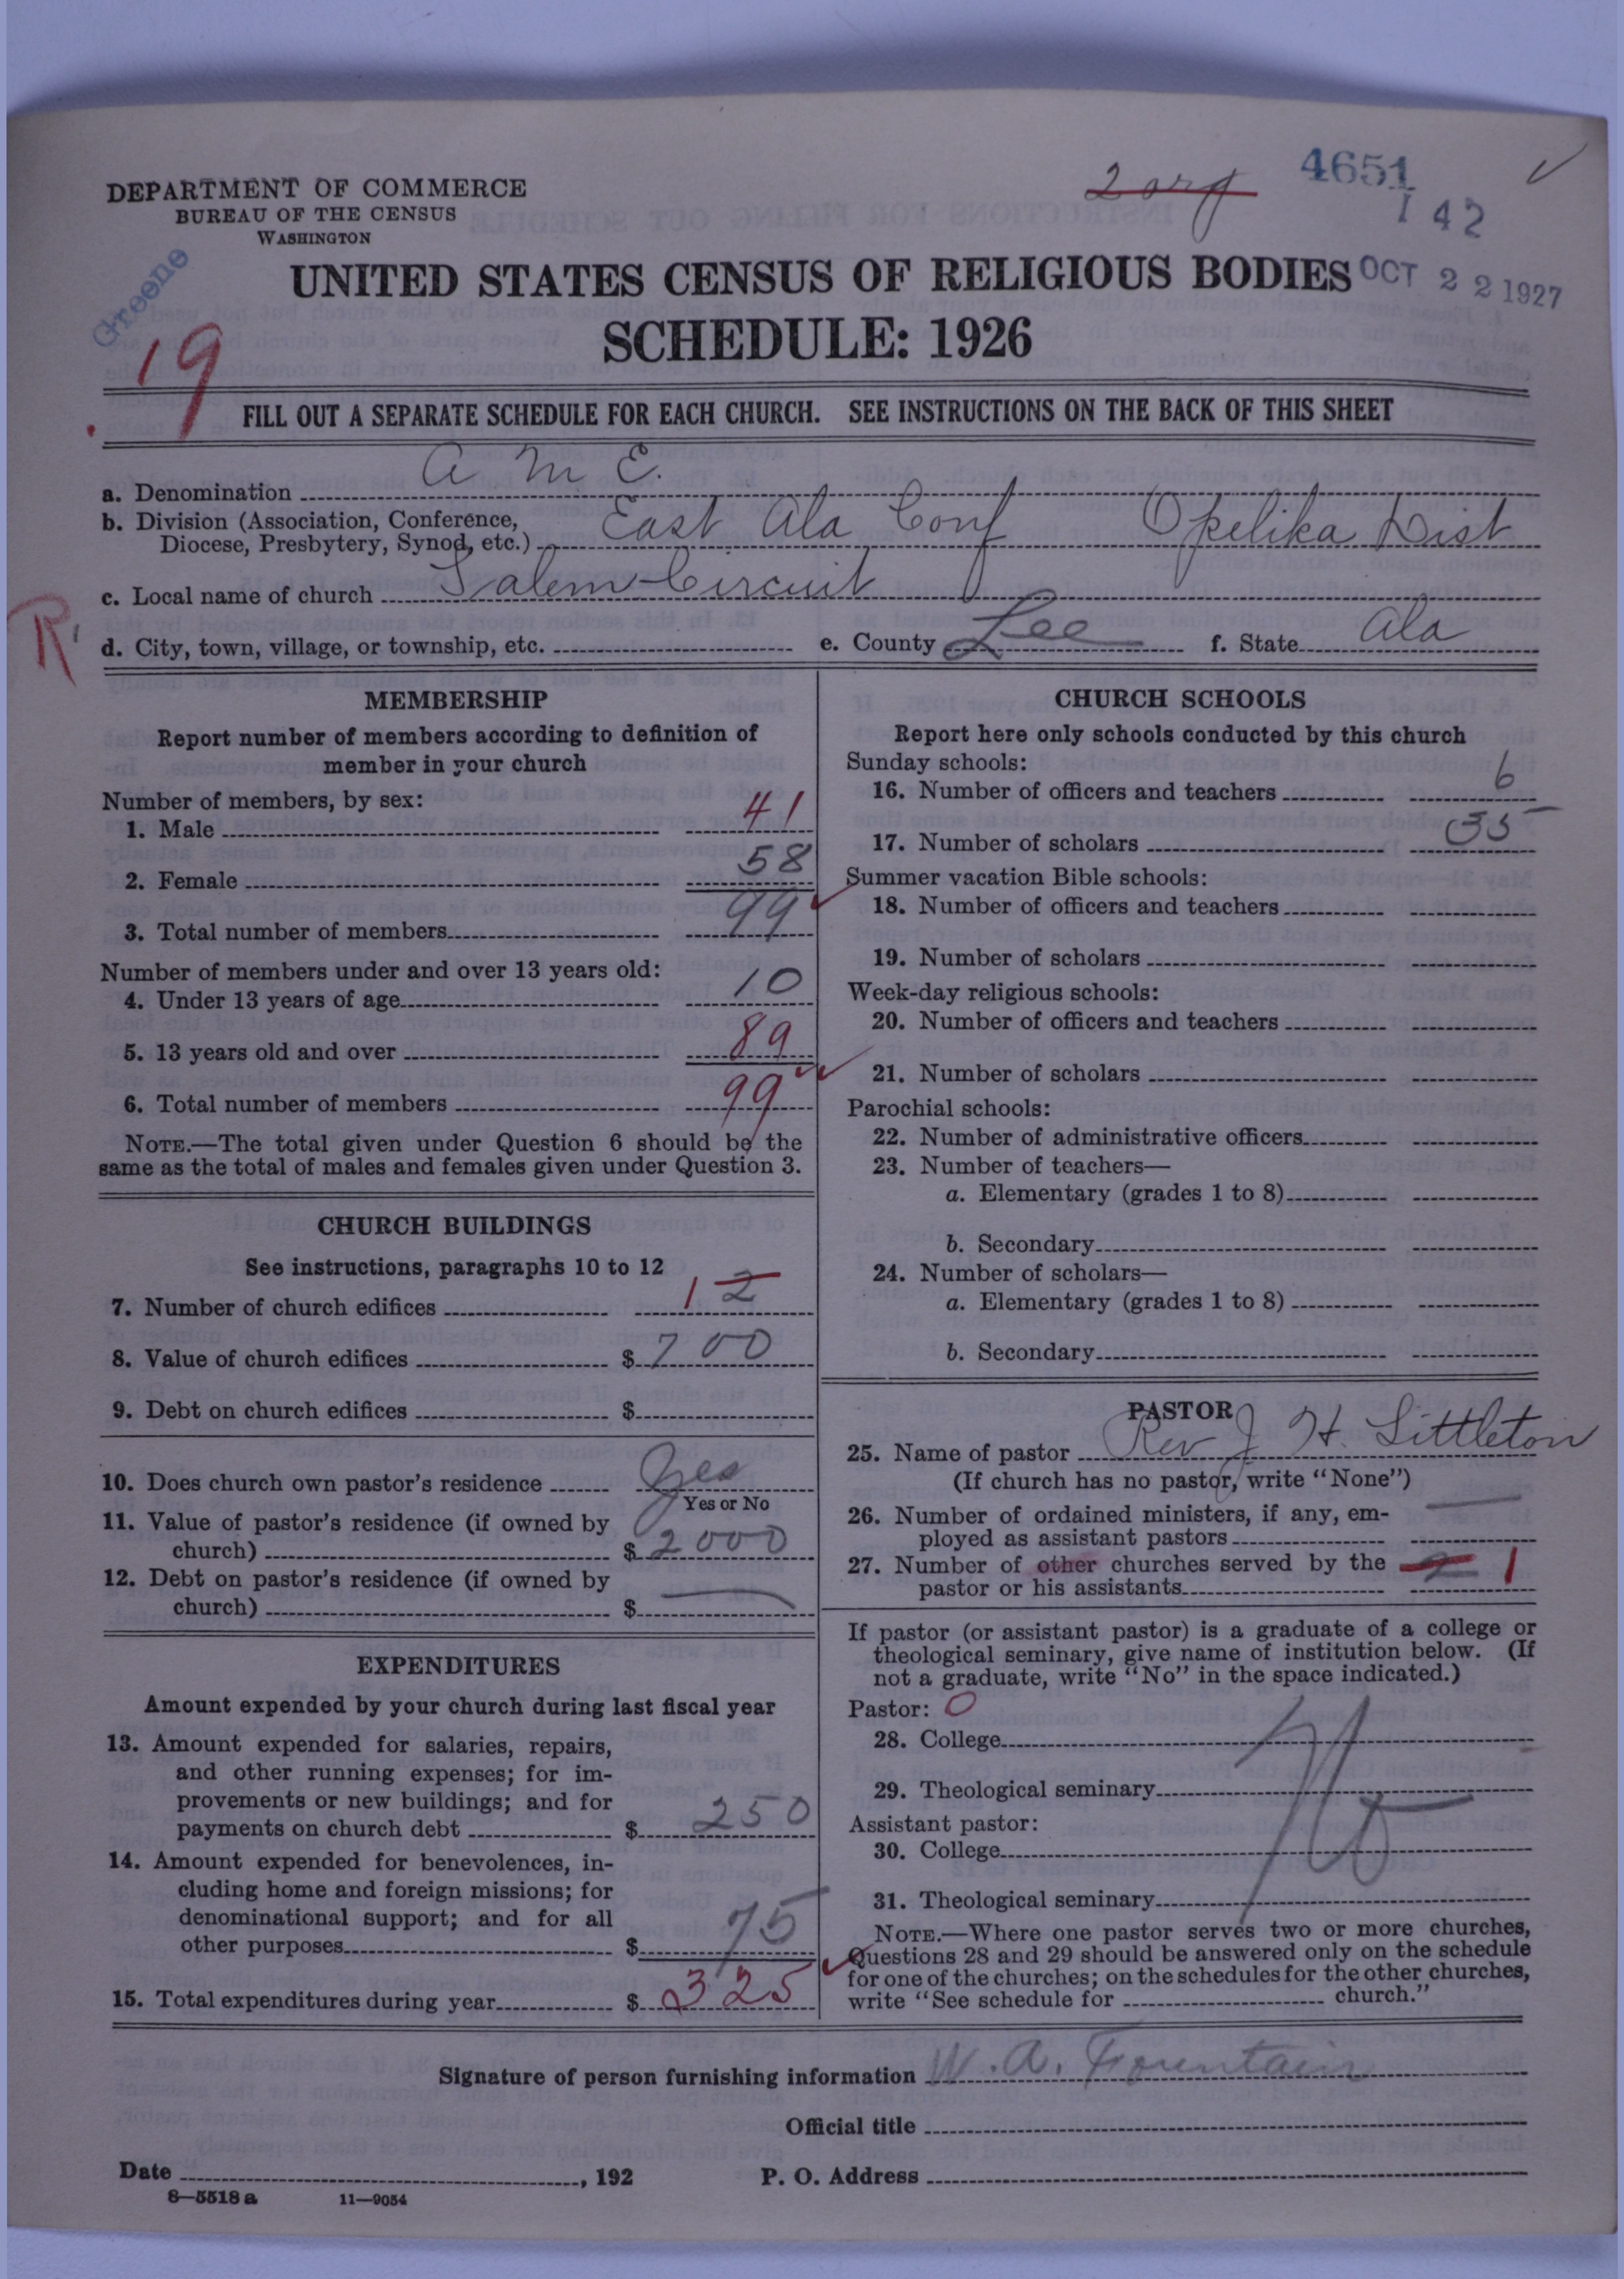 DEPARTMENT OF COMMERCE
BUREAU OF THE CENSUS
WASHINGTON
2 org
4651
1 42
OCT 22 1927
Greene
19
UNITED STATES CENSUS OF RELIGIOUS BODIES
SCHEDULE: 1926
FILL OUT A SEPARATE SCHEDULE FOR EACH CHURCH. SEE INSTRUCTIONS ON THE BACK OF THIS SHEET
a. Denomination A M E.
b. Division (Association, Conference, Diocese, Presbytery, Synod, etc.) East Ala Conf Opelika Dist
c. Local name of church Salem Circuit
R
d. City, town, village, or township, etc. e. County Lee f. State Ala
MEMBERSHIP
Report number of members according to definition of
member in your church
Number of members, by sex:
1. Male 41
2. Female 58
3. Total number of members 99
Number of members under and over 13 years old:
4. Under 13 years of age 10
5. 13 years old and over 89
6. Total number of members 99
NOTE.—The total given under Question 6 should be the
same as the total of males and females given under Question 3.
CHURCH BUILDINGS
See instructions, paragraphs 10 to 12
7. Number of church edifices 1 2
8. Value of church edifices $ 700
9. Debt on church edifices $
10. Does church own pastor's residence Yes
Yes or No
11. Value of pastor's residence (if owned by
church) $ 2000
12. Debt on pastor's residence (if owned by
church) $
EXPENDITURES
Amount expended by your church during last fiscal year
13. Amount expended for salaries, repairs,
and other running expenses; for im-
provements or new buildings; and for
payments on church debt $ 250
14. Amount expended for benevolences, in-
cluding home and foreign missions; for
denominational support; and for all
other purposes $ 75
15. Total expenditures during year $ 325
CHURCH SCHOOLS
Report here only schools conducted by this church
Sunday schools:
16. Number of officers and teachers 6
17. Number of scholars 35
Summer vacation Bible schools:
18. Number of officers and teachers
19. Number of scholars
Week-day religious schools:
20. Number of officers and teachers
21. Number of scholars
Parochial schools:
22. Number of administrative officers
23. Number of teachers—
a. Elementary (grades 1 to 8)
b. Secondary
24. Number of scholars—
a. Elementary (grades 1 to 8)
b. Secondary
PASTOR
25. Name of pastor Rev J H. Littleton
(If church has no pastor, write "None")
26. Number of ordained ministers, if any, em-
ployed as assistant pastors
27. Number of other churches served by the
pastor or his assistants 2 1
If pastor (or assistant pastor) is a graduate of a college or
theological seminary, give name of institution below. (If
not a graduate, write "No" in the space indicated.)
Pastor: 0
28. College
29. Theological seminary
No
Assistant pastor:
30. College
31. Theological seminary
NOTE.—Where one pastor serves two or more churches,
Questions 28 and 29 should be answered only on the schedule
for one of the churches; on the schedules for the other churches,
write "See schedule for church."
Signature of person furnishing information W. A. Fountain
Official title
Date , 192 P. O. Address
8—5518 a 11—9054